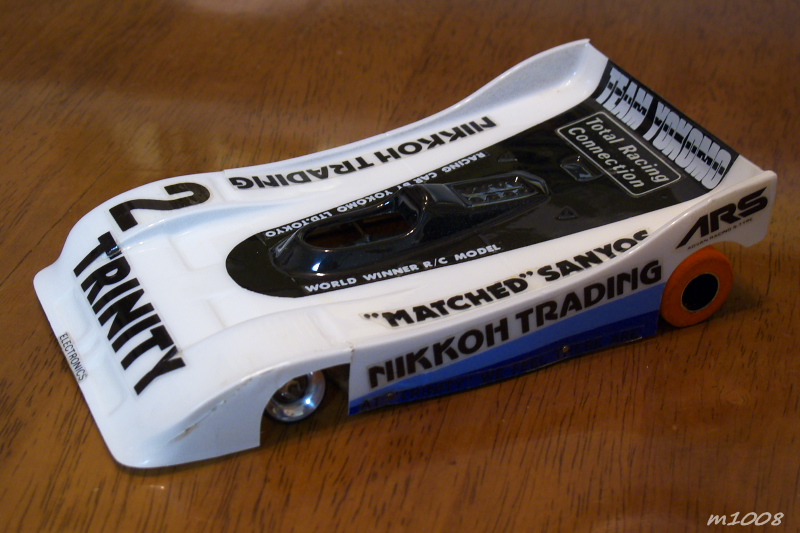 TEAM YOKOMO
Total Racing
Connection
NIKKOH TRADING
RACING CAR BY YOKOMO LTD.TOKYO
2
ARS
TRINITY
WORLD WINNER R/C MODEL
"MATCHED" SANYOS
NIKKOH TRADING
ELECTRONICS
m1008